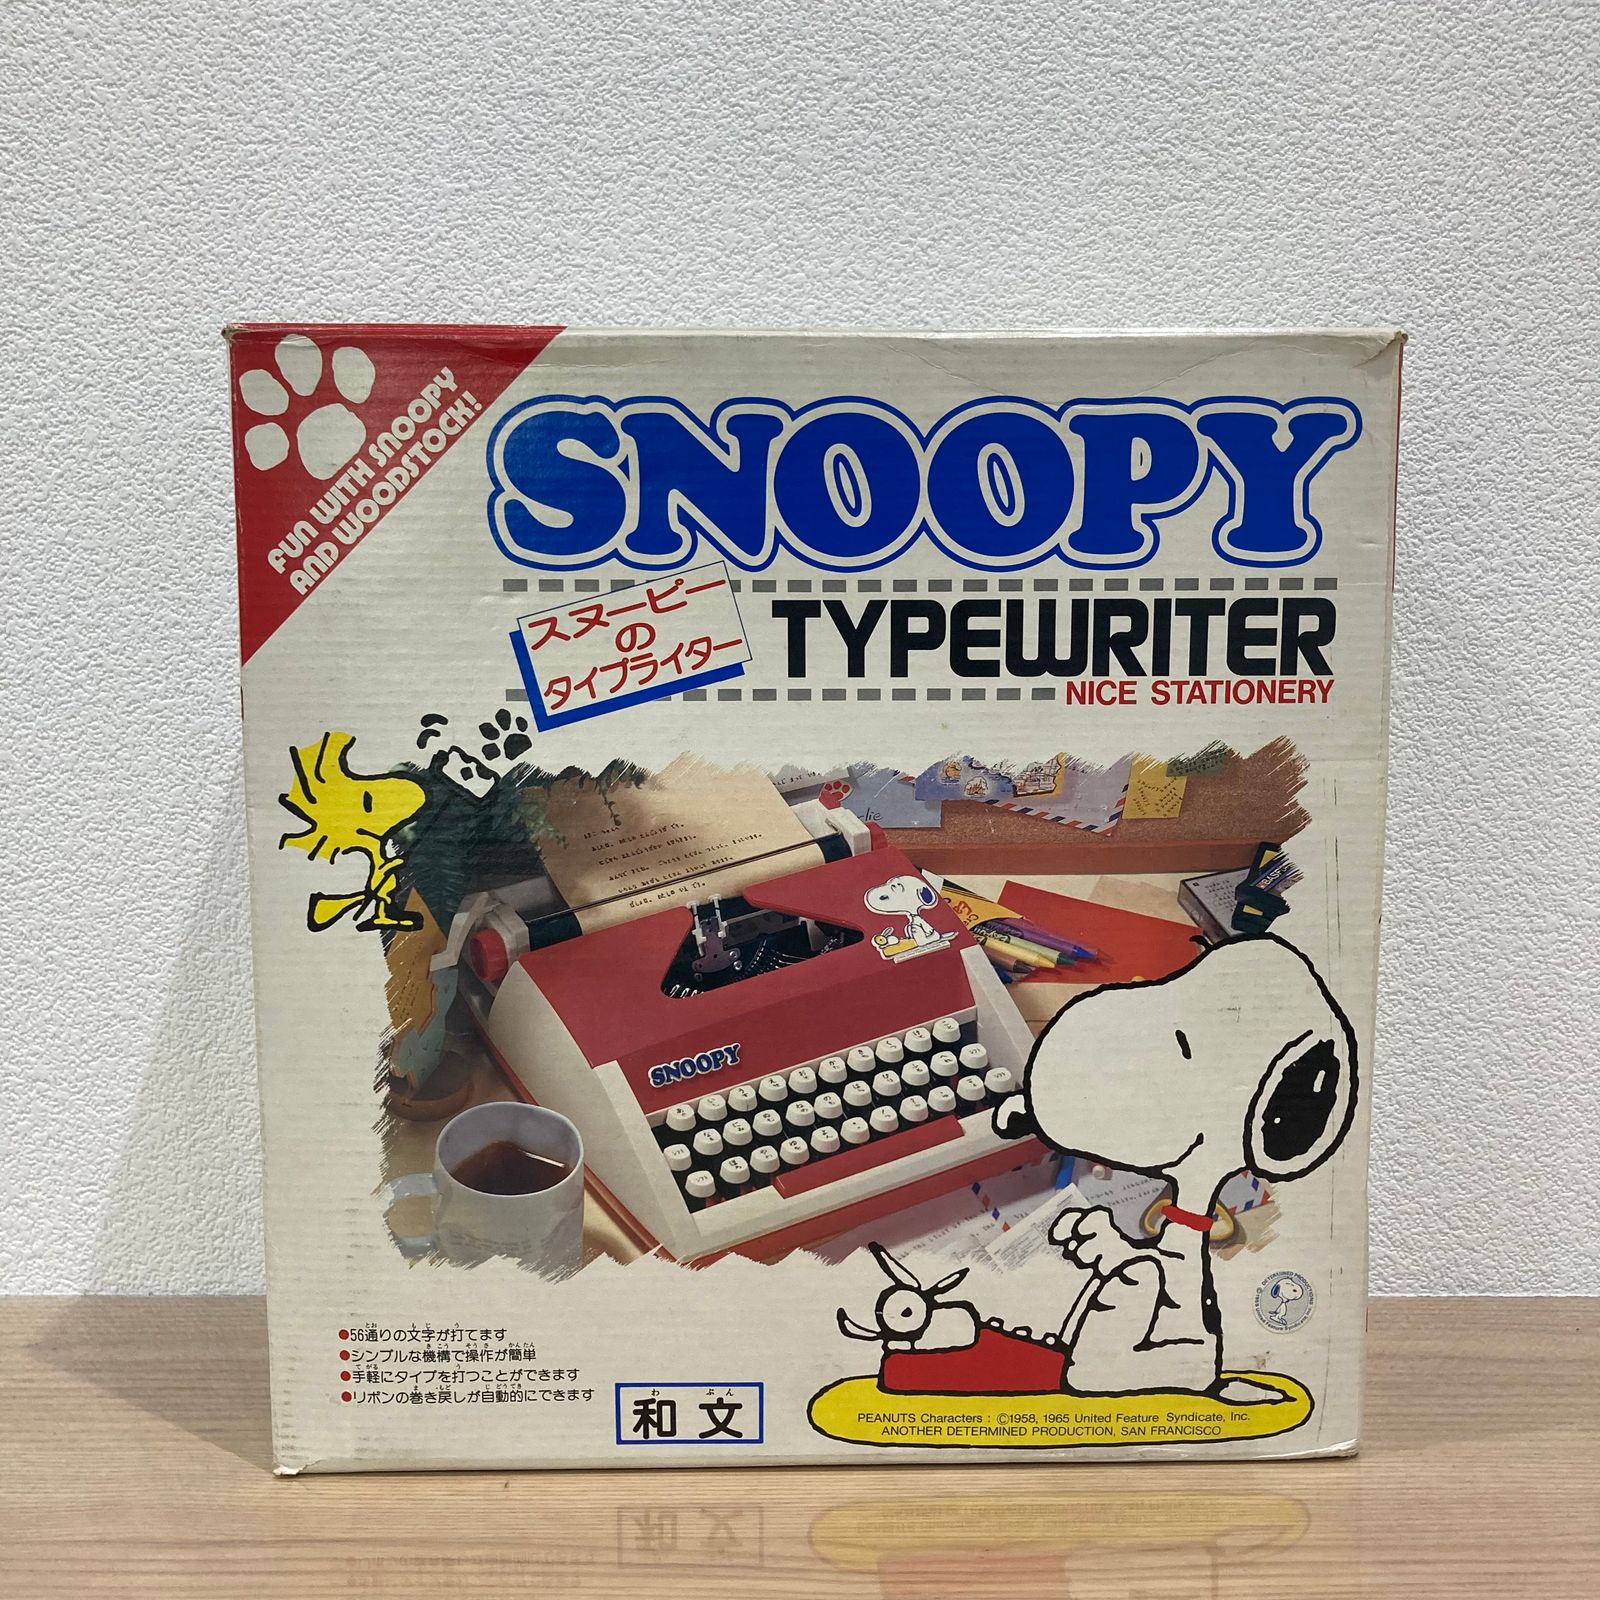 FUN WITH SNOOPY
AND WOODSTOCK!
SNOOPY
スヌーピー
の
タイプライター
TYPEWRITER
NICE STATIONERY
SNOOPY
●56通りの文字が打てます
●シンプルな機構で操作が簡単
●手軽にタイプを打つことができます
●リボンの巻き戻しが自動的にできます
わ ぶん
和文
PEANUTS Characters : ©1958, 1965 United Feature Syndicate, Inc.
ANOTHER DETERMINED PRODUCTION, SAN FRANCISCO